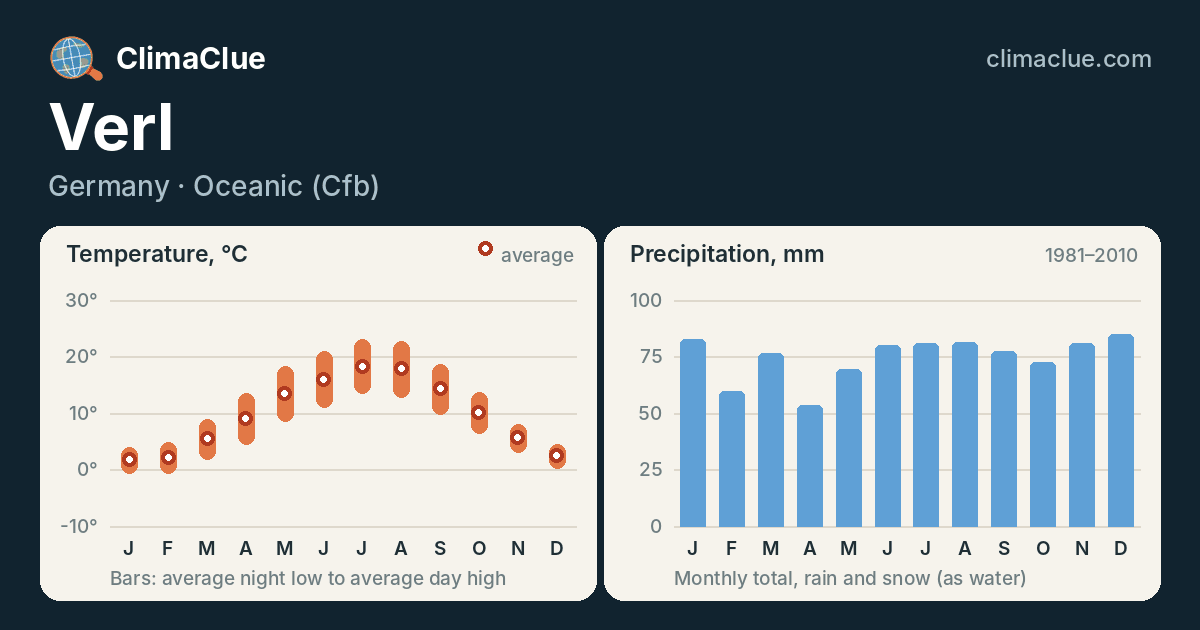 ClimaClue
climaclue.com
Verl
Germany · Oceanic (Cfb)
Temperature, °C
average
30°
20°
10°
0°
-10°
J F M A M J J A S O N D
Bars: average night low to average day high
Precipitation, mm
1981–2010
100
75
50
25
0
J F M A M J J A S O N D
Monthly total, rain and snow (as water)